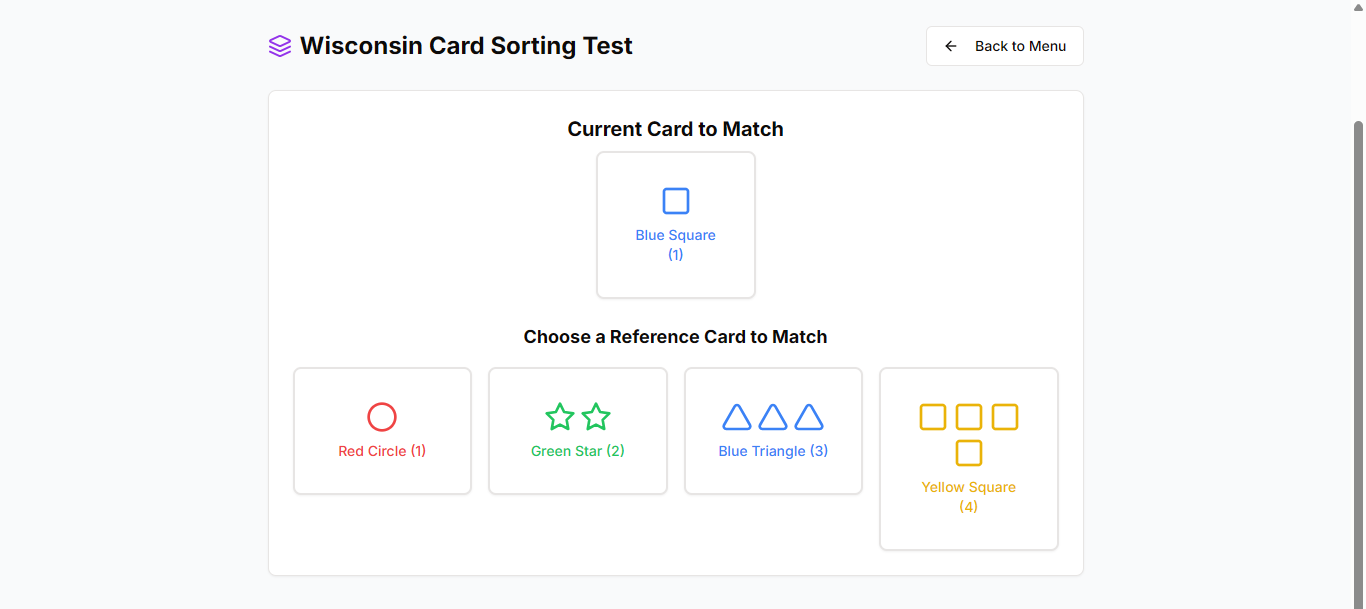 Wisconsin Card Sorting Test
Back to Menu
Current Card to Match
Blue Square
(1)
Choose a Reference Card to Match
Red Circle (1)
Green Star (2)
Blue Triangle (3)
Yellow Square
(4)